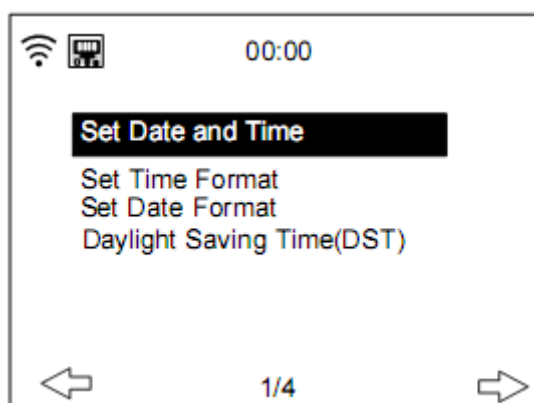 00:00
Set Date and Time
Set Time Format
Set Date Format
Daylight Saving Time(DST)
1/4